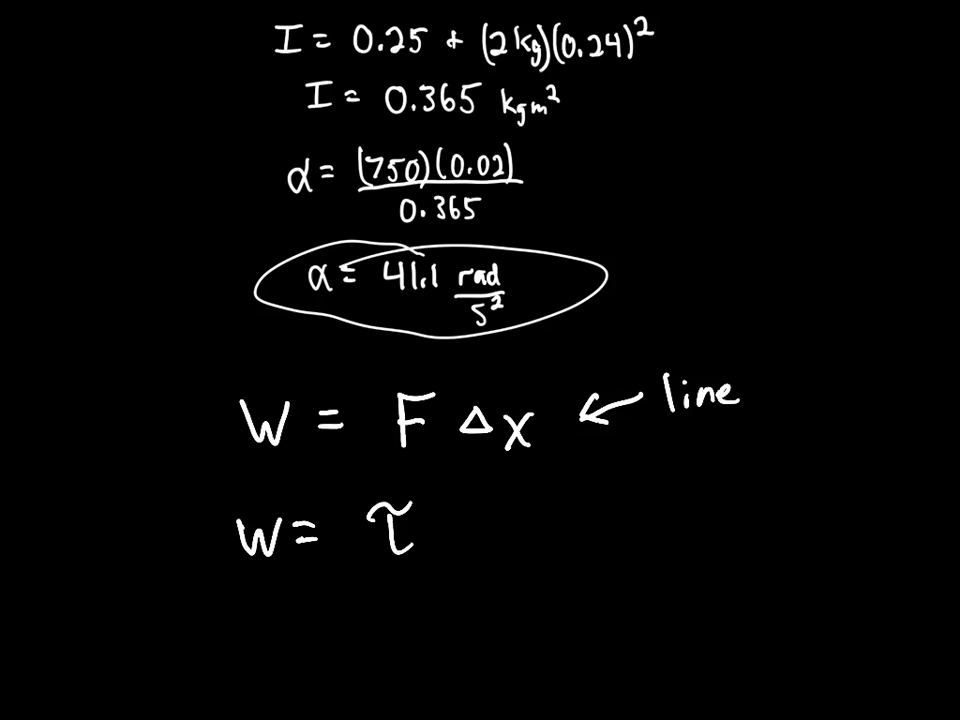 I = 0.25 + (2kg)(0.24)²
I = 0.365 kgm²
α = (750)(0.02)
0.365
α = 41.1 rad
s²
W = F Δx ← line
W = τ